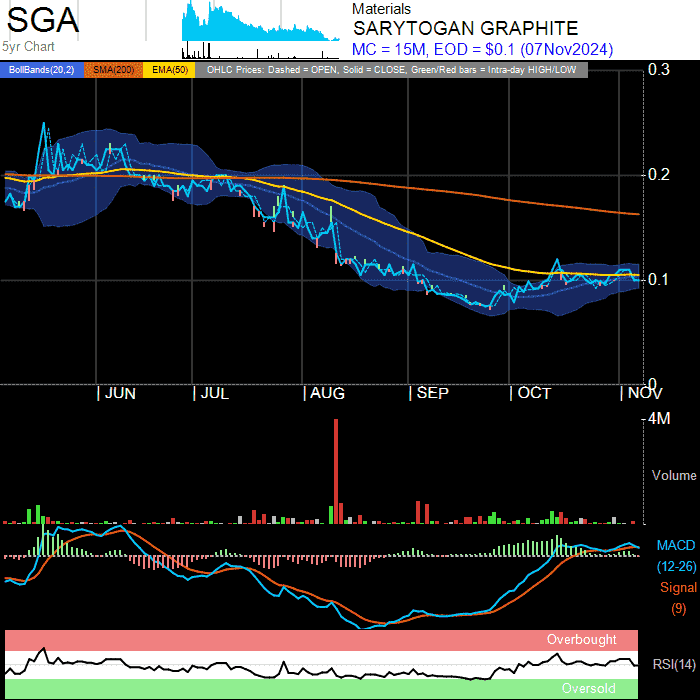 SGA
5yr Chart
Materials
SARYTOGAN GRAPHITE
MC = 15M, EOD = $0.1 (07Nov2024)
BollBands(20,2) SMA(200) EMA(50) OHLC Prices: Dashed = OPEN, Solid = CLOSE, Green/Red bars = Intra-day HIGH/LOW
0.3
0.2
0.1
0
JUN JUL AUG SEP OCT NOV
4M
Volume
MACD
(12-26)
Signal
(9)
Overbought
RSI(14)
Oversold